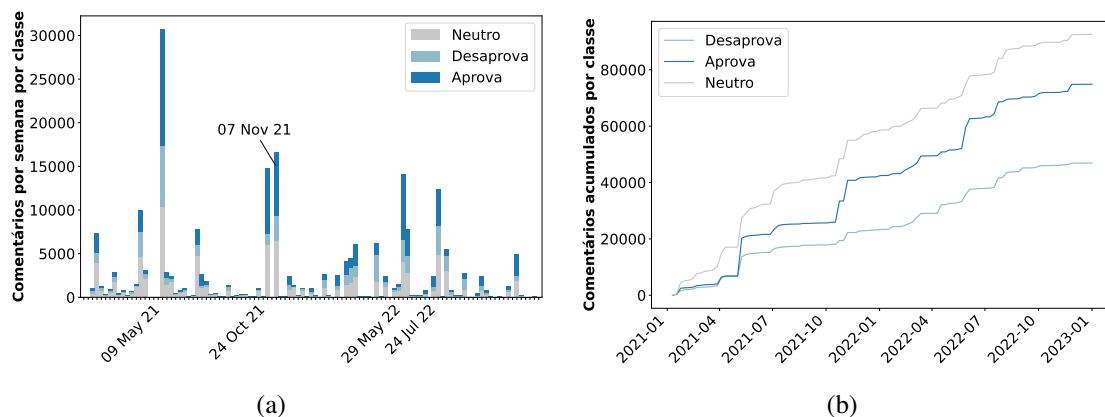 Comentários por semana por classe
30000
25000
20000
15000
10000
5000
0
Neutro
Desaprova
Aprova
07 Nov 21
09 May 21
24 Oct 21
29 May 22
24 Jul 22
(a)
Comentários acumulados por classe
80000
60000
40000
20000
0
Desaprova
Aprova
Neutro
2021-01
2021-04
2021-07
2021-10
2022-01
2022-04
2022-07
2022-10
2023-01
(b)